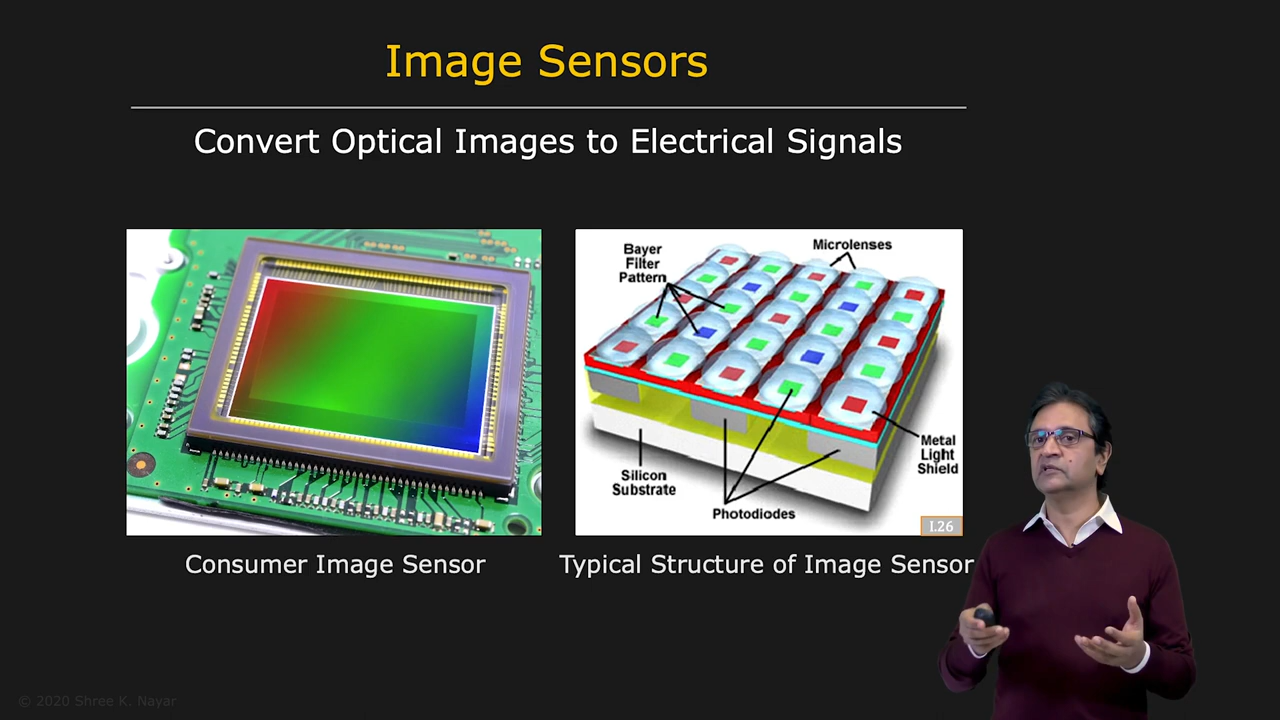 Image Sensors
Convert Optical Images to Electrical Signals
Bayer
Filter
Pattern
Microlenses
Metal
Light
Shield
Silicon
Substrate
Photodiodes
I.26
Consumer Image Sensor
Typical Structure of Image Sensor
© 2020 Shree K. Nayar